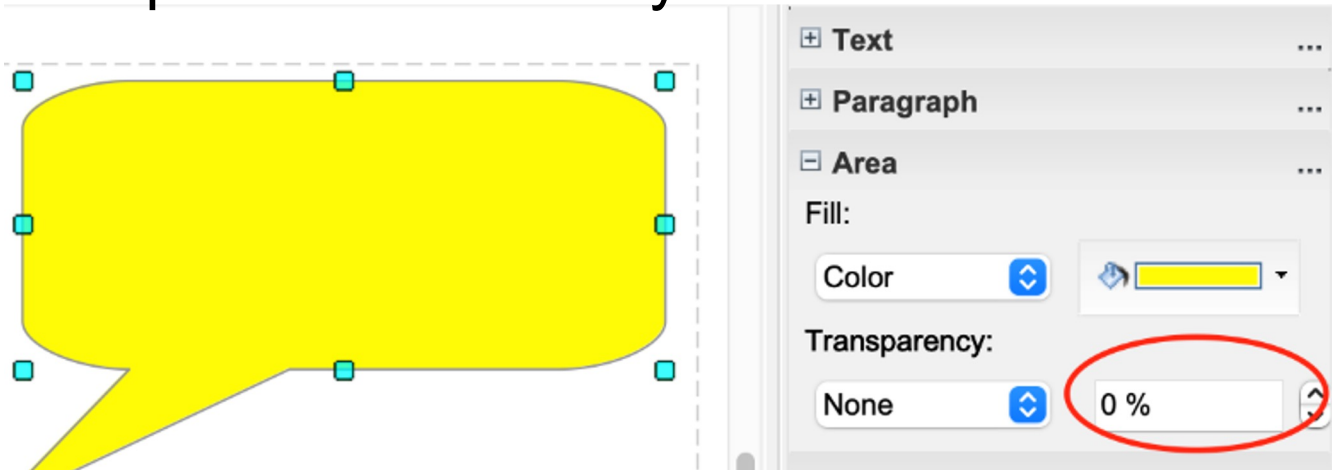 Text ...
Paragraph ...
Area ...
Fill:
Color
Transparency:
None 0 %